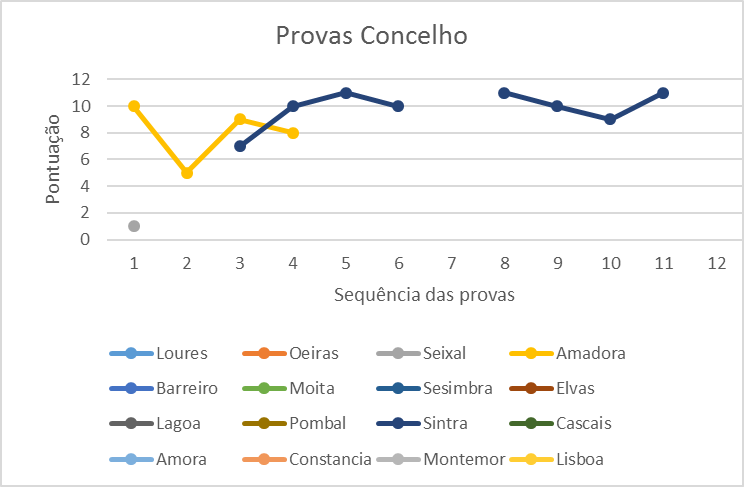 Provas Concelho
12
10
8
6
4
2
0
Pontuação
1 2 3 4 5 6 7 8 9 10 11 12
Sequência das provas
Loures Oeiras Seixal Amadora
Barreiro Moita Sesimbra Elvas
Lagoa Pombal Sintra Cascais
Amora Constancia Montemor Lisboa